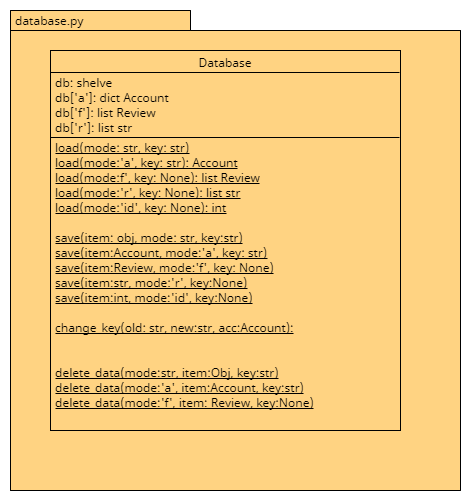 database.py
Database
db: shelve
db['a']: dict Account
db['f']: list Review
db['r']: list str
load(mode: str, key: str)
load(mode:'a', key: str): Account
load(mode:f', key: None): list Review
load(mode:'r', key: None): list str
load(mode:'id', key: None): int
save(item: obj, mode: str, key:str)
save(item:Account, mode:'a', key: str)
save(item:Review, mode:'f', key: None)
save(item:str, mode:'r', key:None)
save(item:int, mode:'id', key:None)
change_key(old: str, new:str, acc:Account):
delete_data(mode:str, item:Obj, key:str)
delete_data(mode:'a', item:Account, key:str)
delete_data(mode:'f', item: Review, key:None)